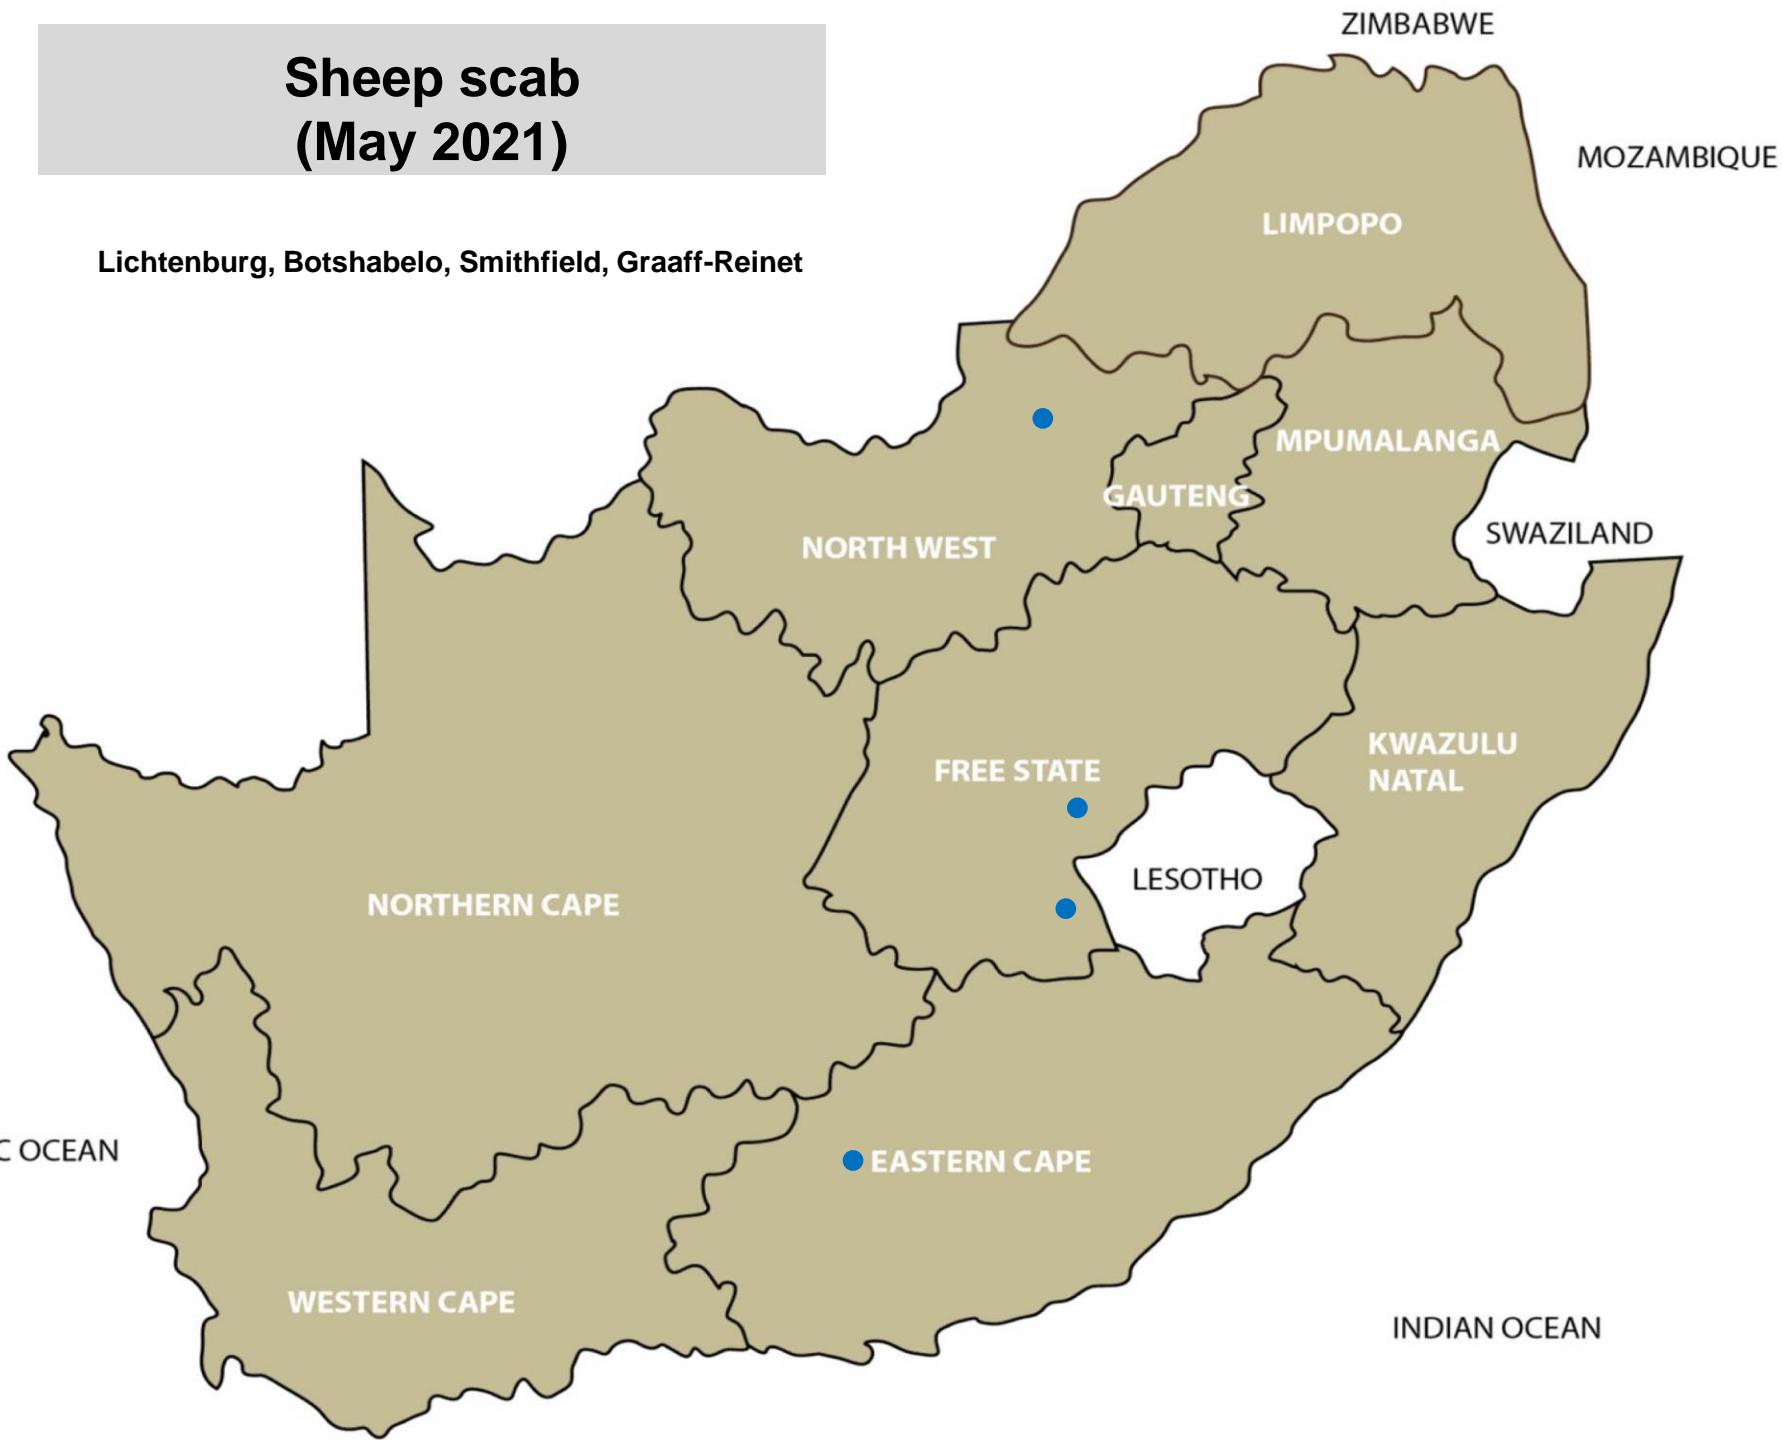 Sheep scab
(May 2021)
Lichtenburg, Botshabelo, Smithfield, Graaff-Reinet
ZIMBABWE
MOZAMBIQUE
LIMPOPO
MPUMALANGA
GAUTENG
SWAZILAND
NORTH WEST
KWAZULU
NATAL
FREE STATE
LESOTHO
NORTHERN CAPE
C OCEAN
EASTERN CAPE
WESTERN CAPE
INDIAN OCEAN